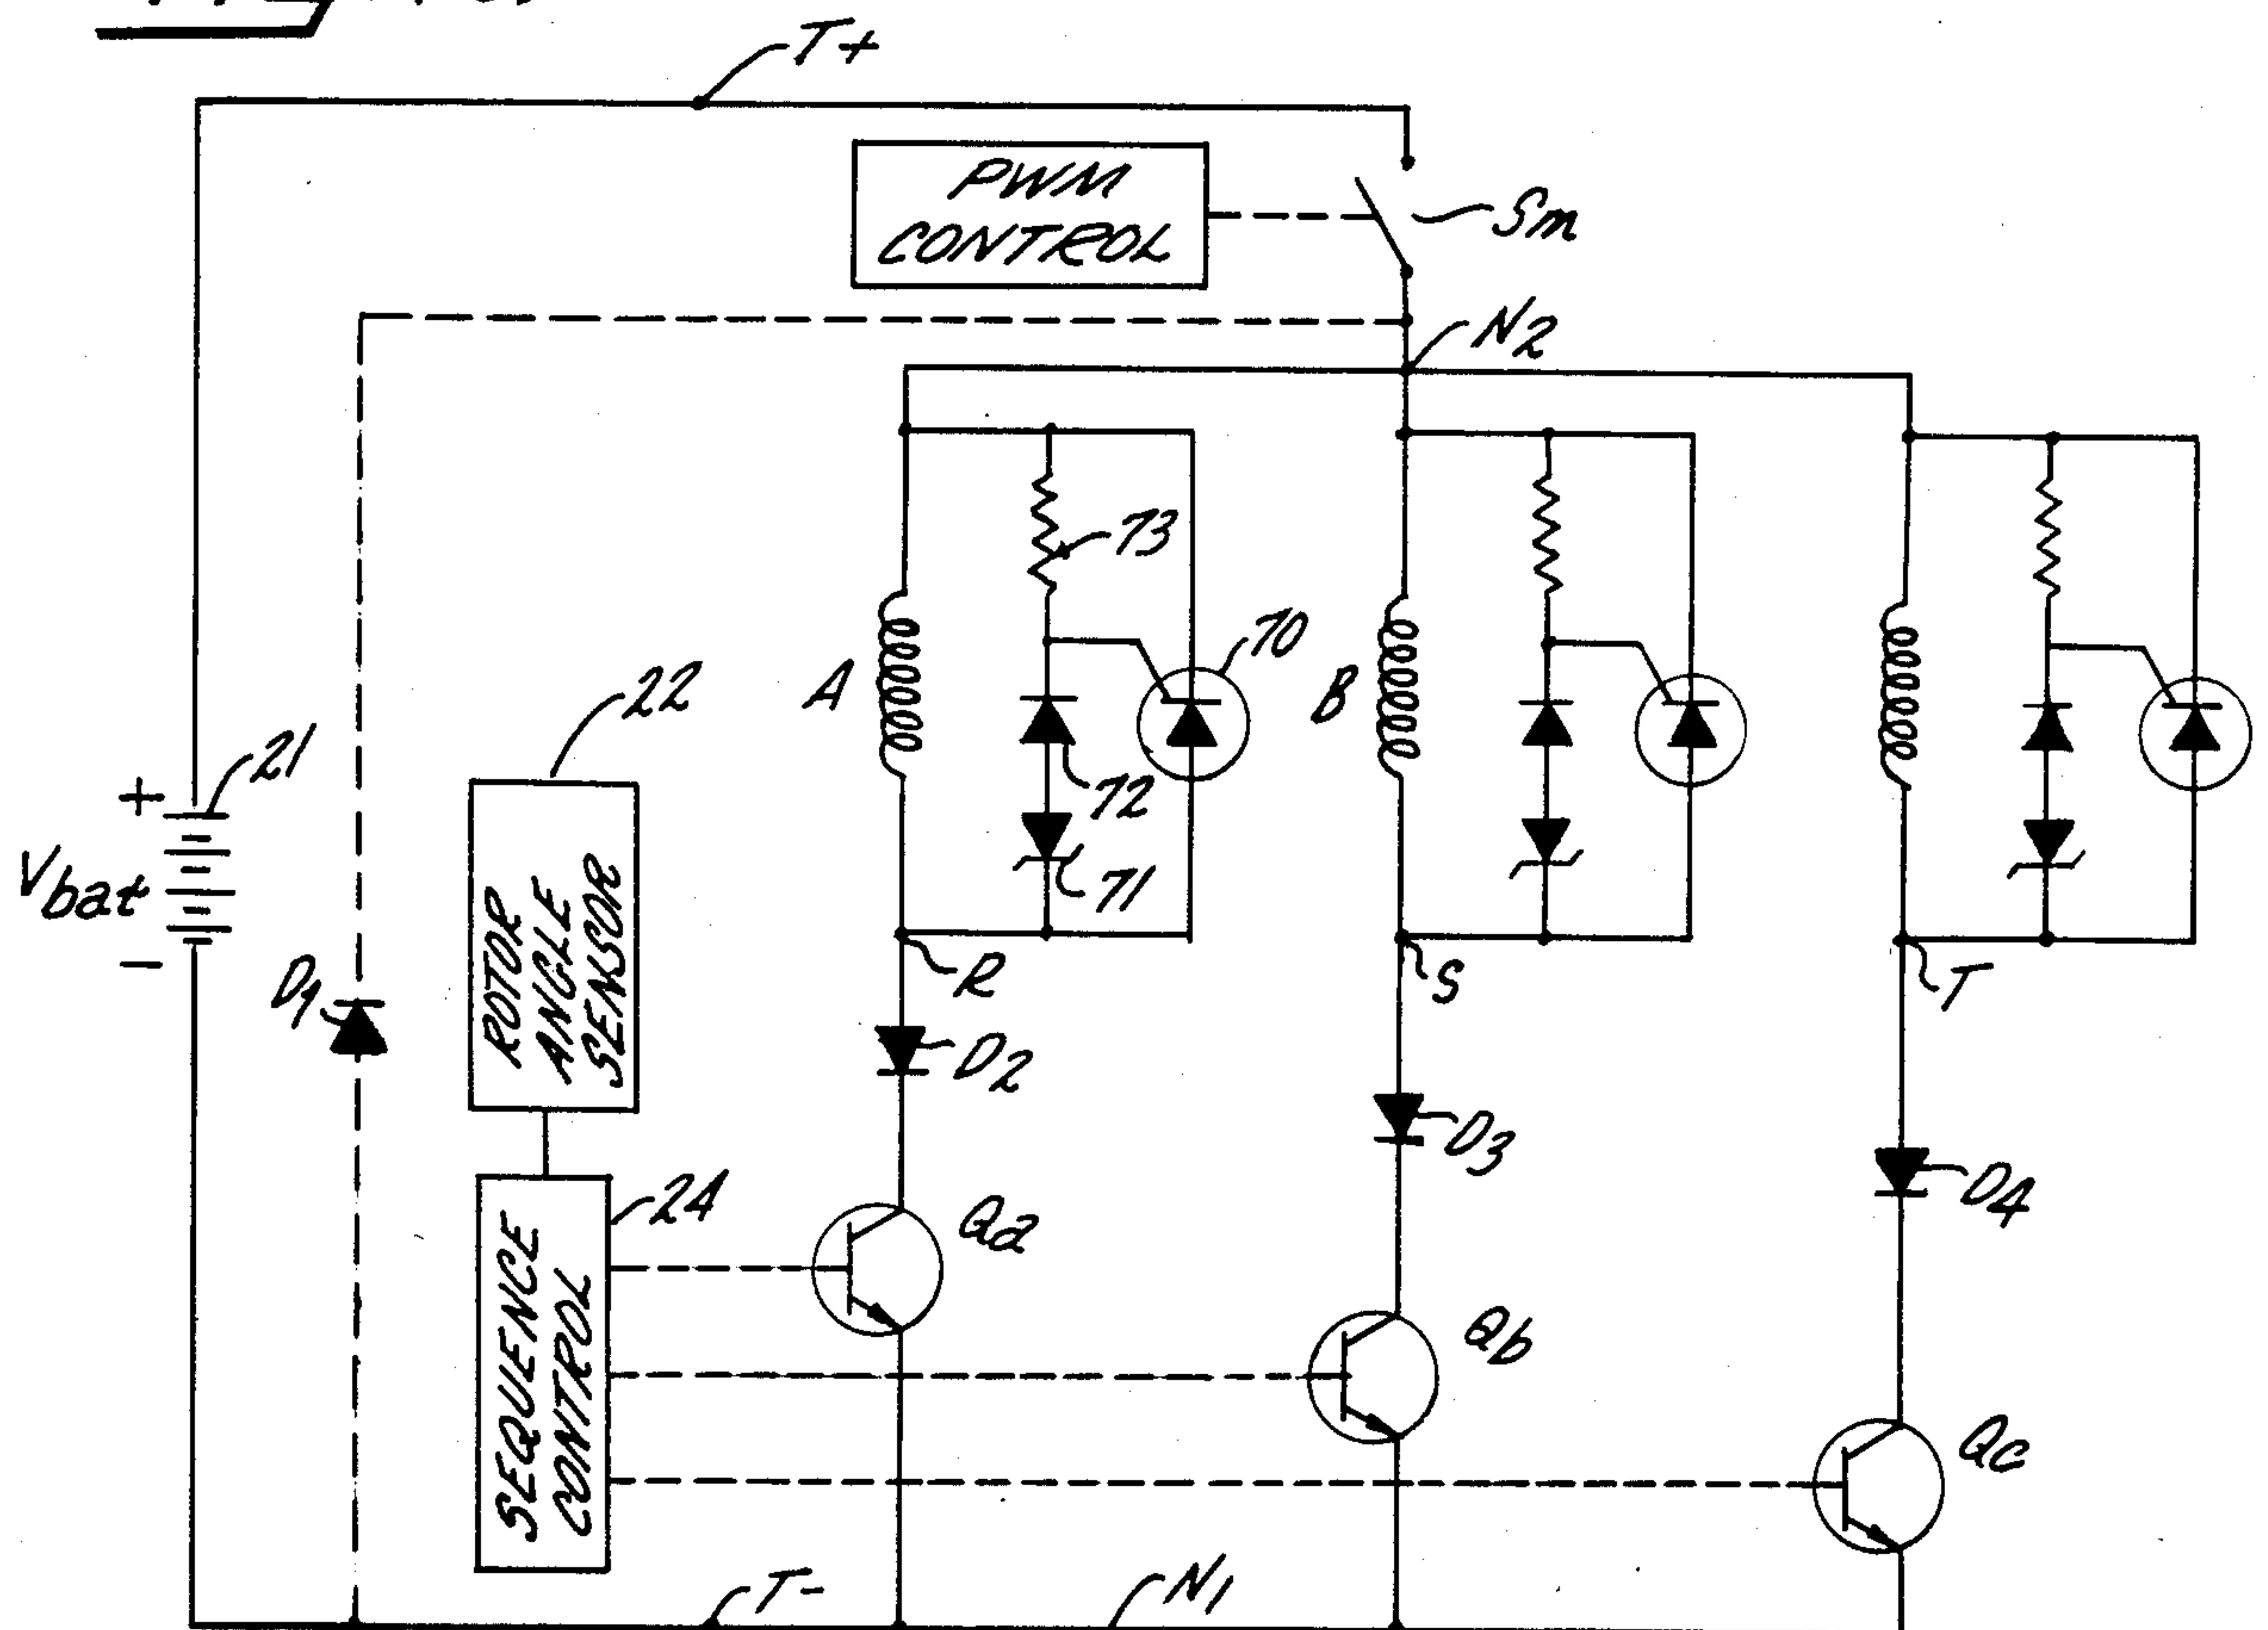 T+
PWM
CONTROL
Sm
N2
73
70
A
B
22
72
+
21
Vbat
71
ROTOR
ANGLE
SENSOR
R
S
T
-
D1
D2
D3
D4
24
Qa
SEQUENCE
CONTROL
Qb
Qc
T-
N1